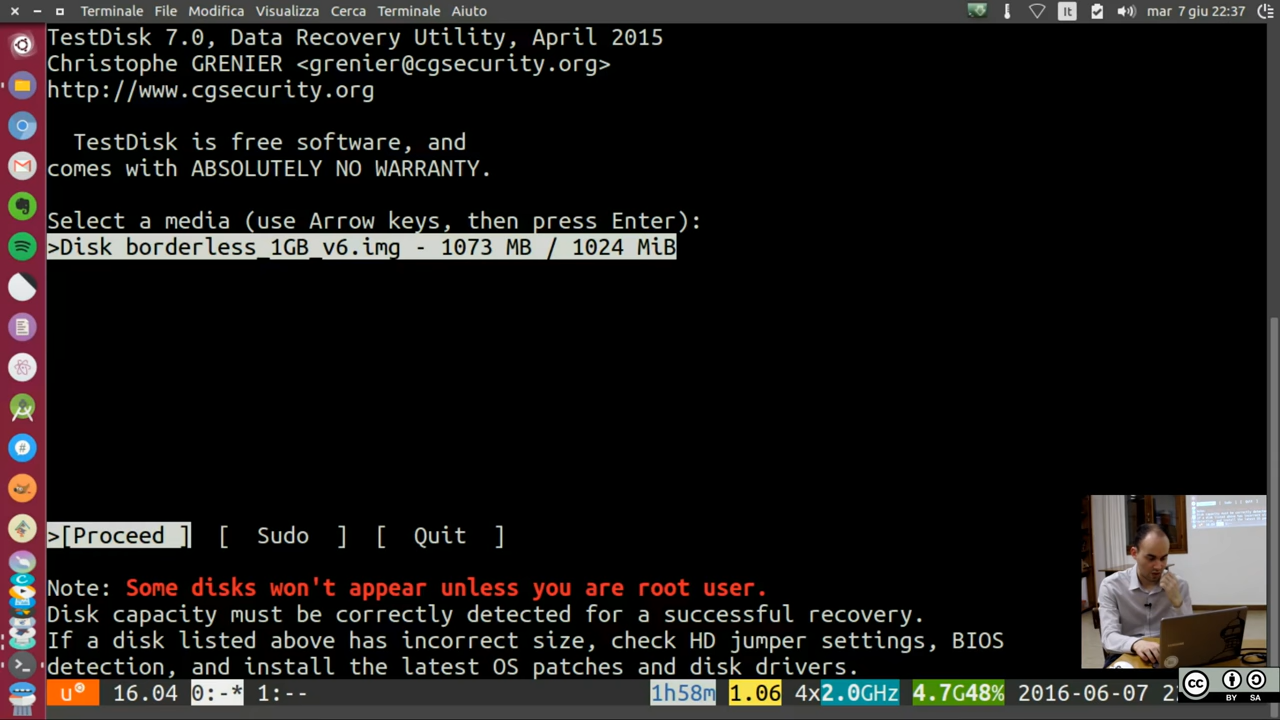 Terminale File Modifica Visualizza Cerca Terminale Aiuto
It mar 7 giu 22:37
TestDisk 7.0, Data Recovery Utility, April 2015
Christophe GRENIER <grenier@cgsecurity.org>
http://www.cgsecurity.org
TestDisk is free software, and
comes with ABSOLUTELY NO WARRANTY.
Select a media (use Arrow keys, then press Enter):
>Disk borderless_1GB_v6.img - 1073 MB / 1024 MiB
>[Proceed ] [ Sudo ] [ Quit ]
Note: Some disks won't appear unless you are root user.
Disk capacity must be correctly detected for a successful recovery.
If a disk listed above has incorrect size, check HD jumper settings, BIOS
detection, and install the latest OS patches and disk drivers.
u 16.04 0:-* 1:-- 1h58m 1.06 4x2.0GHz 4.7G48% 2016-06-07
cc BY SA